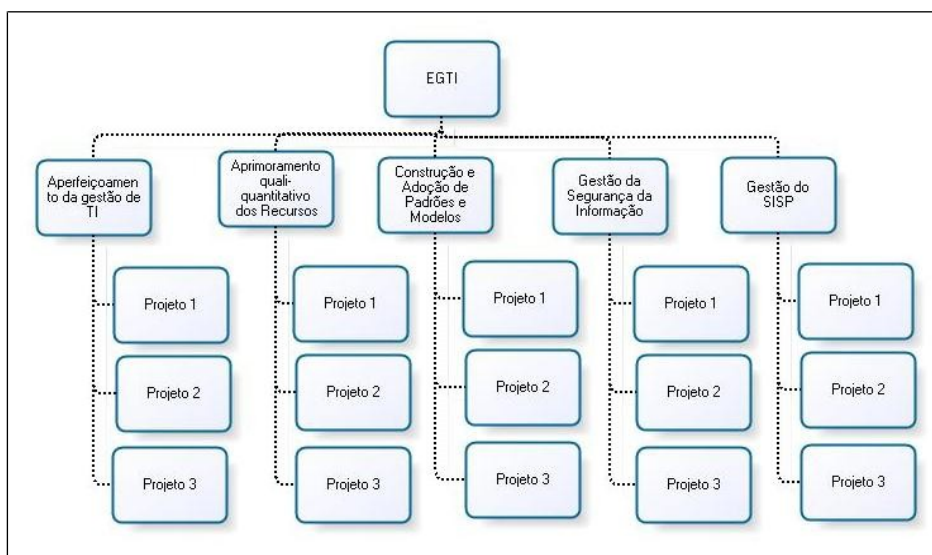 EGTI
Aperfeiçoamen
to da gestão de
TI
Aprimoramento
quali-
quantitativo
dos Recursos
Construção e
Adoção de
Padrões e
Modelos
Gestão da
Segurança da
Informação
Gestão do
SISP
Projeto 1
Projeto 1
Projeto 1
Projeto 1
Projeto 1
Projeto 2
Projeto 2
Projeto 2
Projeto 2
Projeto 2
Projeto 3
Projeto 3
Projeto 3
Projeto 3
Projeto 3